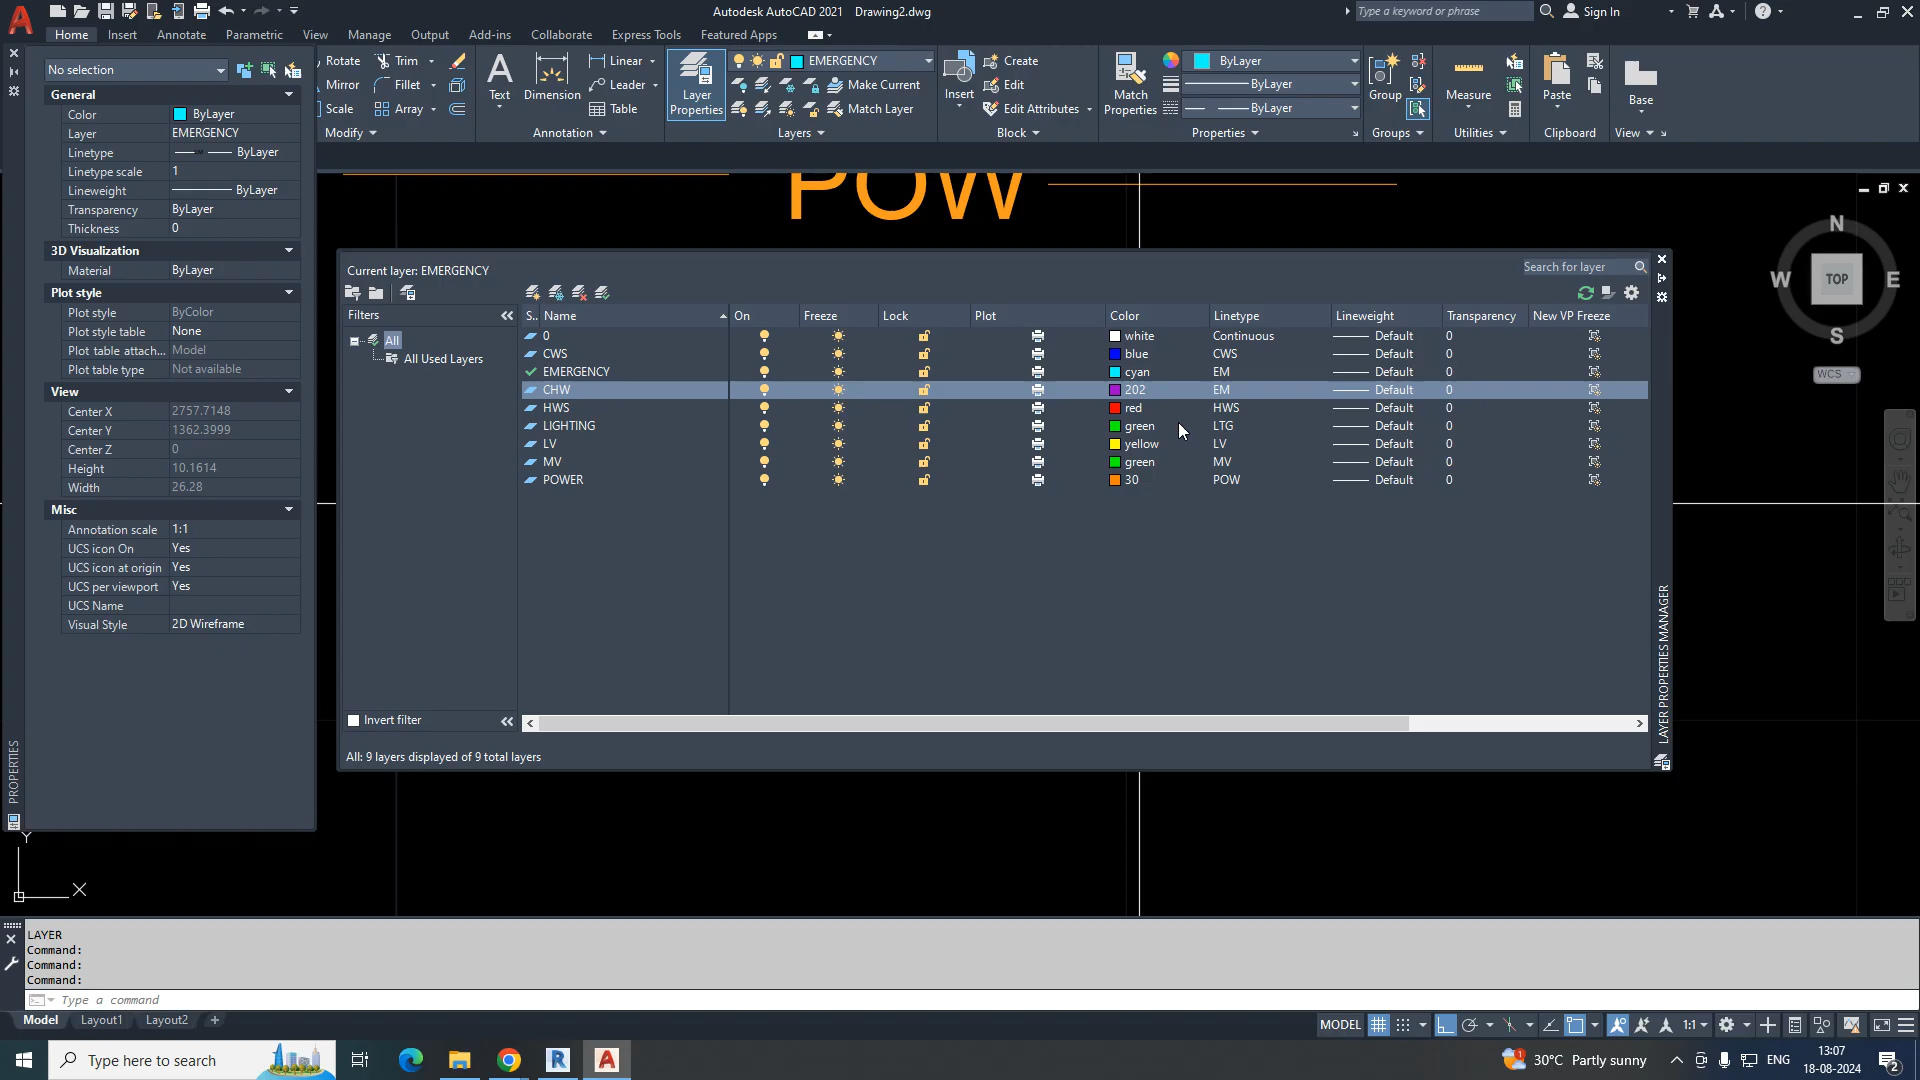 Autodesk AutoCAD 2021 Drawing2.dwg
Type a keyword or phrase
Sign In
Home Insert Annotate Parametric View Manage Output Add-ins Collaborate Express Tools Featured Apps
No selection
General
Color ByLayer
Layer EMERGENCY
Linetype ByLayer
Linetype scale 1
Lineweight ByLayer
Transparency ByLayer
Thickness 0
3D Visualization
Material ByLayer
Plot style
Plot style ByColor
Plot style table None
Plot table attach... Model
Plot table type Not available
View
Center X 2757.7148
Center Y 1362.3999
Center Z 0
Height 10.1614
Width 26.28
Misc
Annotation scale 1:1
UCS icon On Yes
UCS icon at origin Yes
UCS per viewport Yes
UCS Name
Visual Style 2D Wireframe
PROPERTIES
Rotate Trim
Mirror Fillet
Scale Array
Modify
Text
Dimension
Linear
Leader
Table
Annotation
Layer
Properties
EMERGENCY
Make Current
Match Layer
Layers
Insert
Create
Edit
Edit Attributes
Block
Match
Properties
ByLayer
ByLayer
ByLayer
Properties
Group
Groups
Measure
Utilities
Paste
Clipboard
Base
View
POW
N
W TOP E
S
WCS
Current layer: EMERGENCY
Search for layer
Filters
All
All Used Layers
Invert filter
S.. Name On Freeze Lock Plot Color Linetype Lineweight Transparency New VP Freeze
0 white Continuous Default 0
CWS blue CWS Default 0
EMERGENCY cyan EM Default 0
CHW 202 EM Default 0
HWS red HWS Default 0
LIGHTING green LTG Default 0
LV yellow LV Default 0
MV green MV Default 0
POWER 30 POW Default 0
All: 9 layers displayed of 9 total layers
LAYER PROPERTIES MANAGER
Y
X
LAYER
Command:
Command:
Command:
Type a command
Model Layout1 Layout2 +
MODEL 1:1
Type here to search
30°C Partly sunny
ENG
13:07
18-08-2024
2